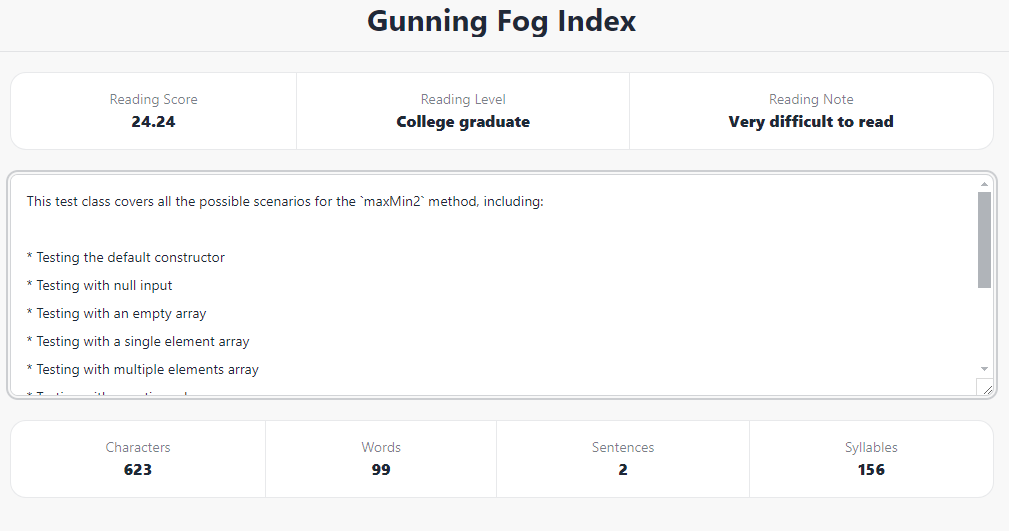 Gunning Fog Index
Reading Score
24.24
Reading Level
College graduate
Reading Note
Very difficult to read
This test class covers all the possible scenarios for the `maxMin2` method, including:
* Testing the default constructor
* Testing with null input
* Testing with an empty array
* Testing with a single element array
* Testing with multiple elements array
Characters
623
Words
99
Sentences
2
Syllables
156